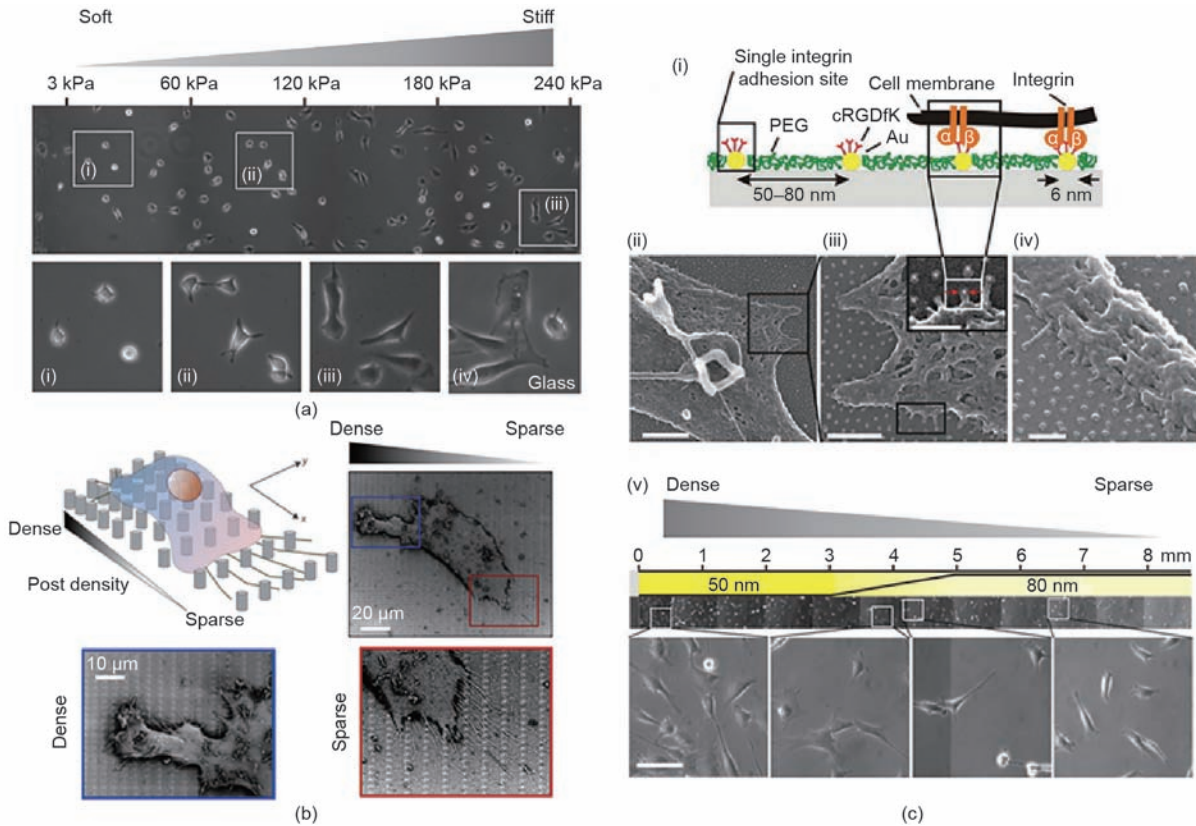 Soft Stiff
3 kPa 60 kPa 120 kPa 180 kPa 240 kPa
(i) (ii) (iii)
(i) (ii) (iii) (iv) Glass
(a)
Dense
Post density
Sparse
y
x
Dense Sparse
20 μm
10 μm
Dense
Sparse
(b)
(i)
Single integrin
adhesion site
Cell membrane
Integrin
cRGDfK
PEG
Au
α β α β
50–80 nm
6 nm
(ii) (iii) (iv)
(v)
Dense Sparse
0 1 2 3 4 5 6 7 8 mm
50 nm 80 nm
(c)